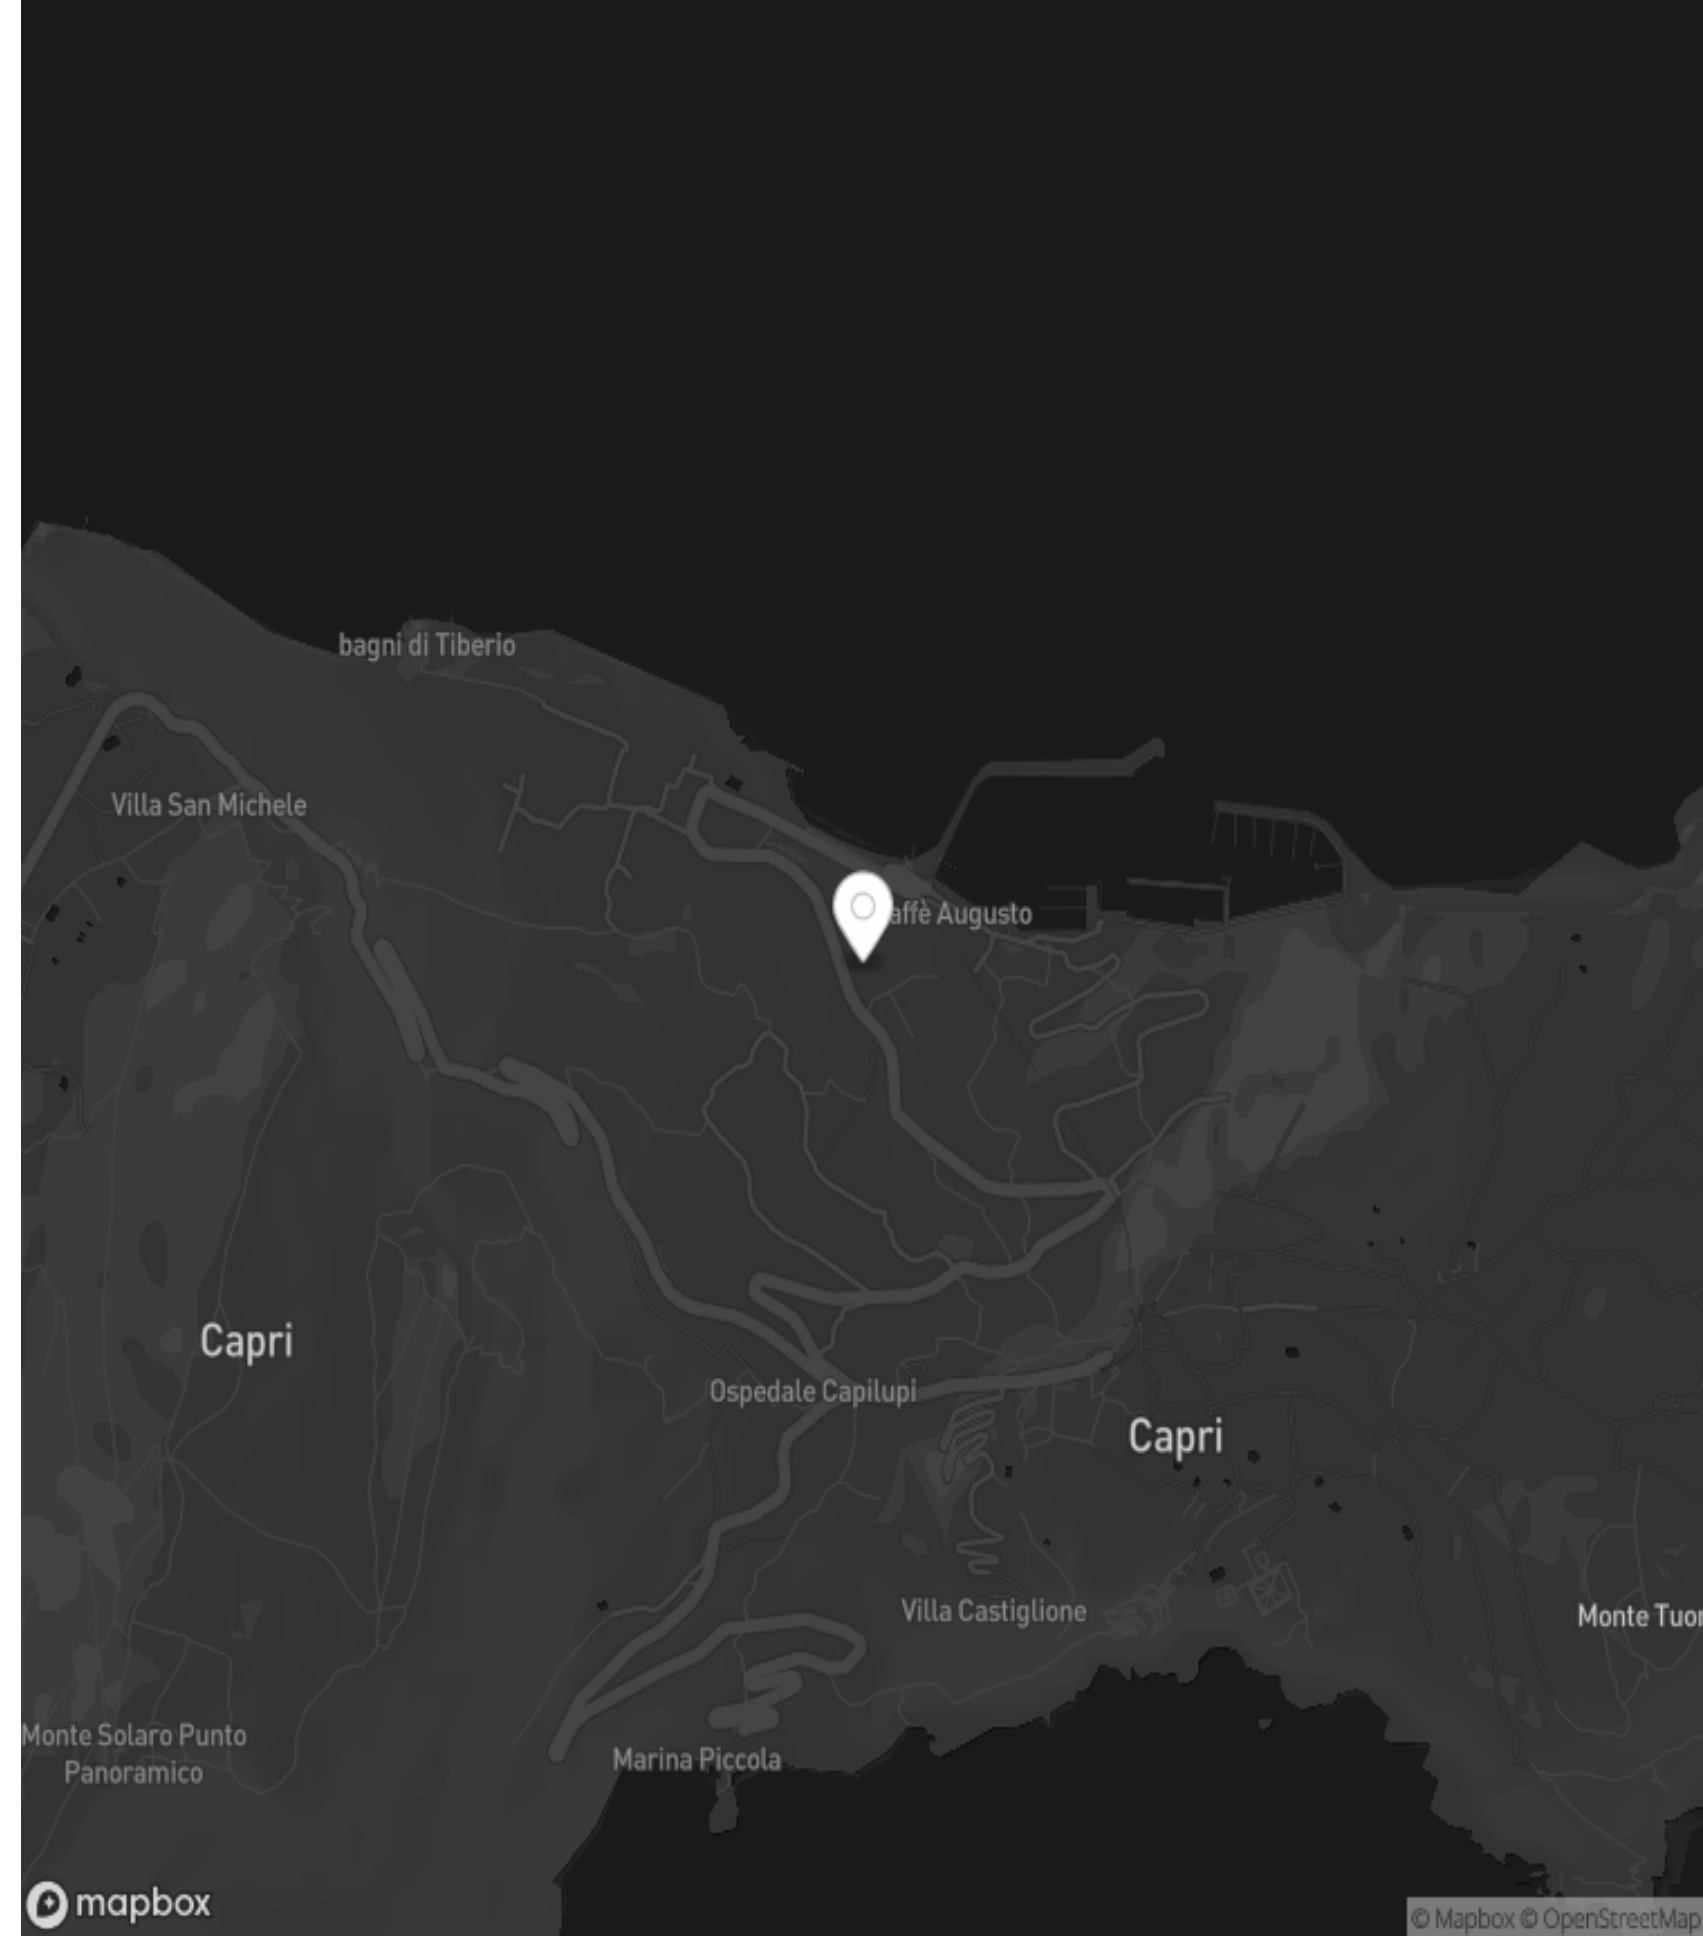 bagni di Tiberio
Villa San Michele
affè Augusto
Capri
Ospedale Capilupi
Capri
Villa Castiglione
Monte Tuor
Monte Solaro Punto
Panoramico
Marina Piccola
mapbox
© Mapbox © OpenStreetMap